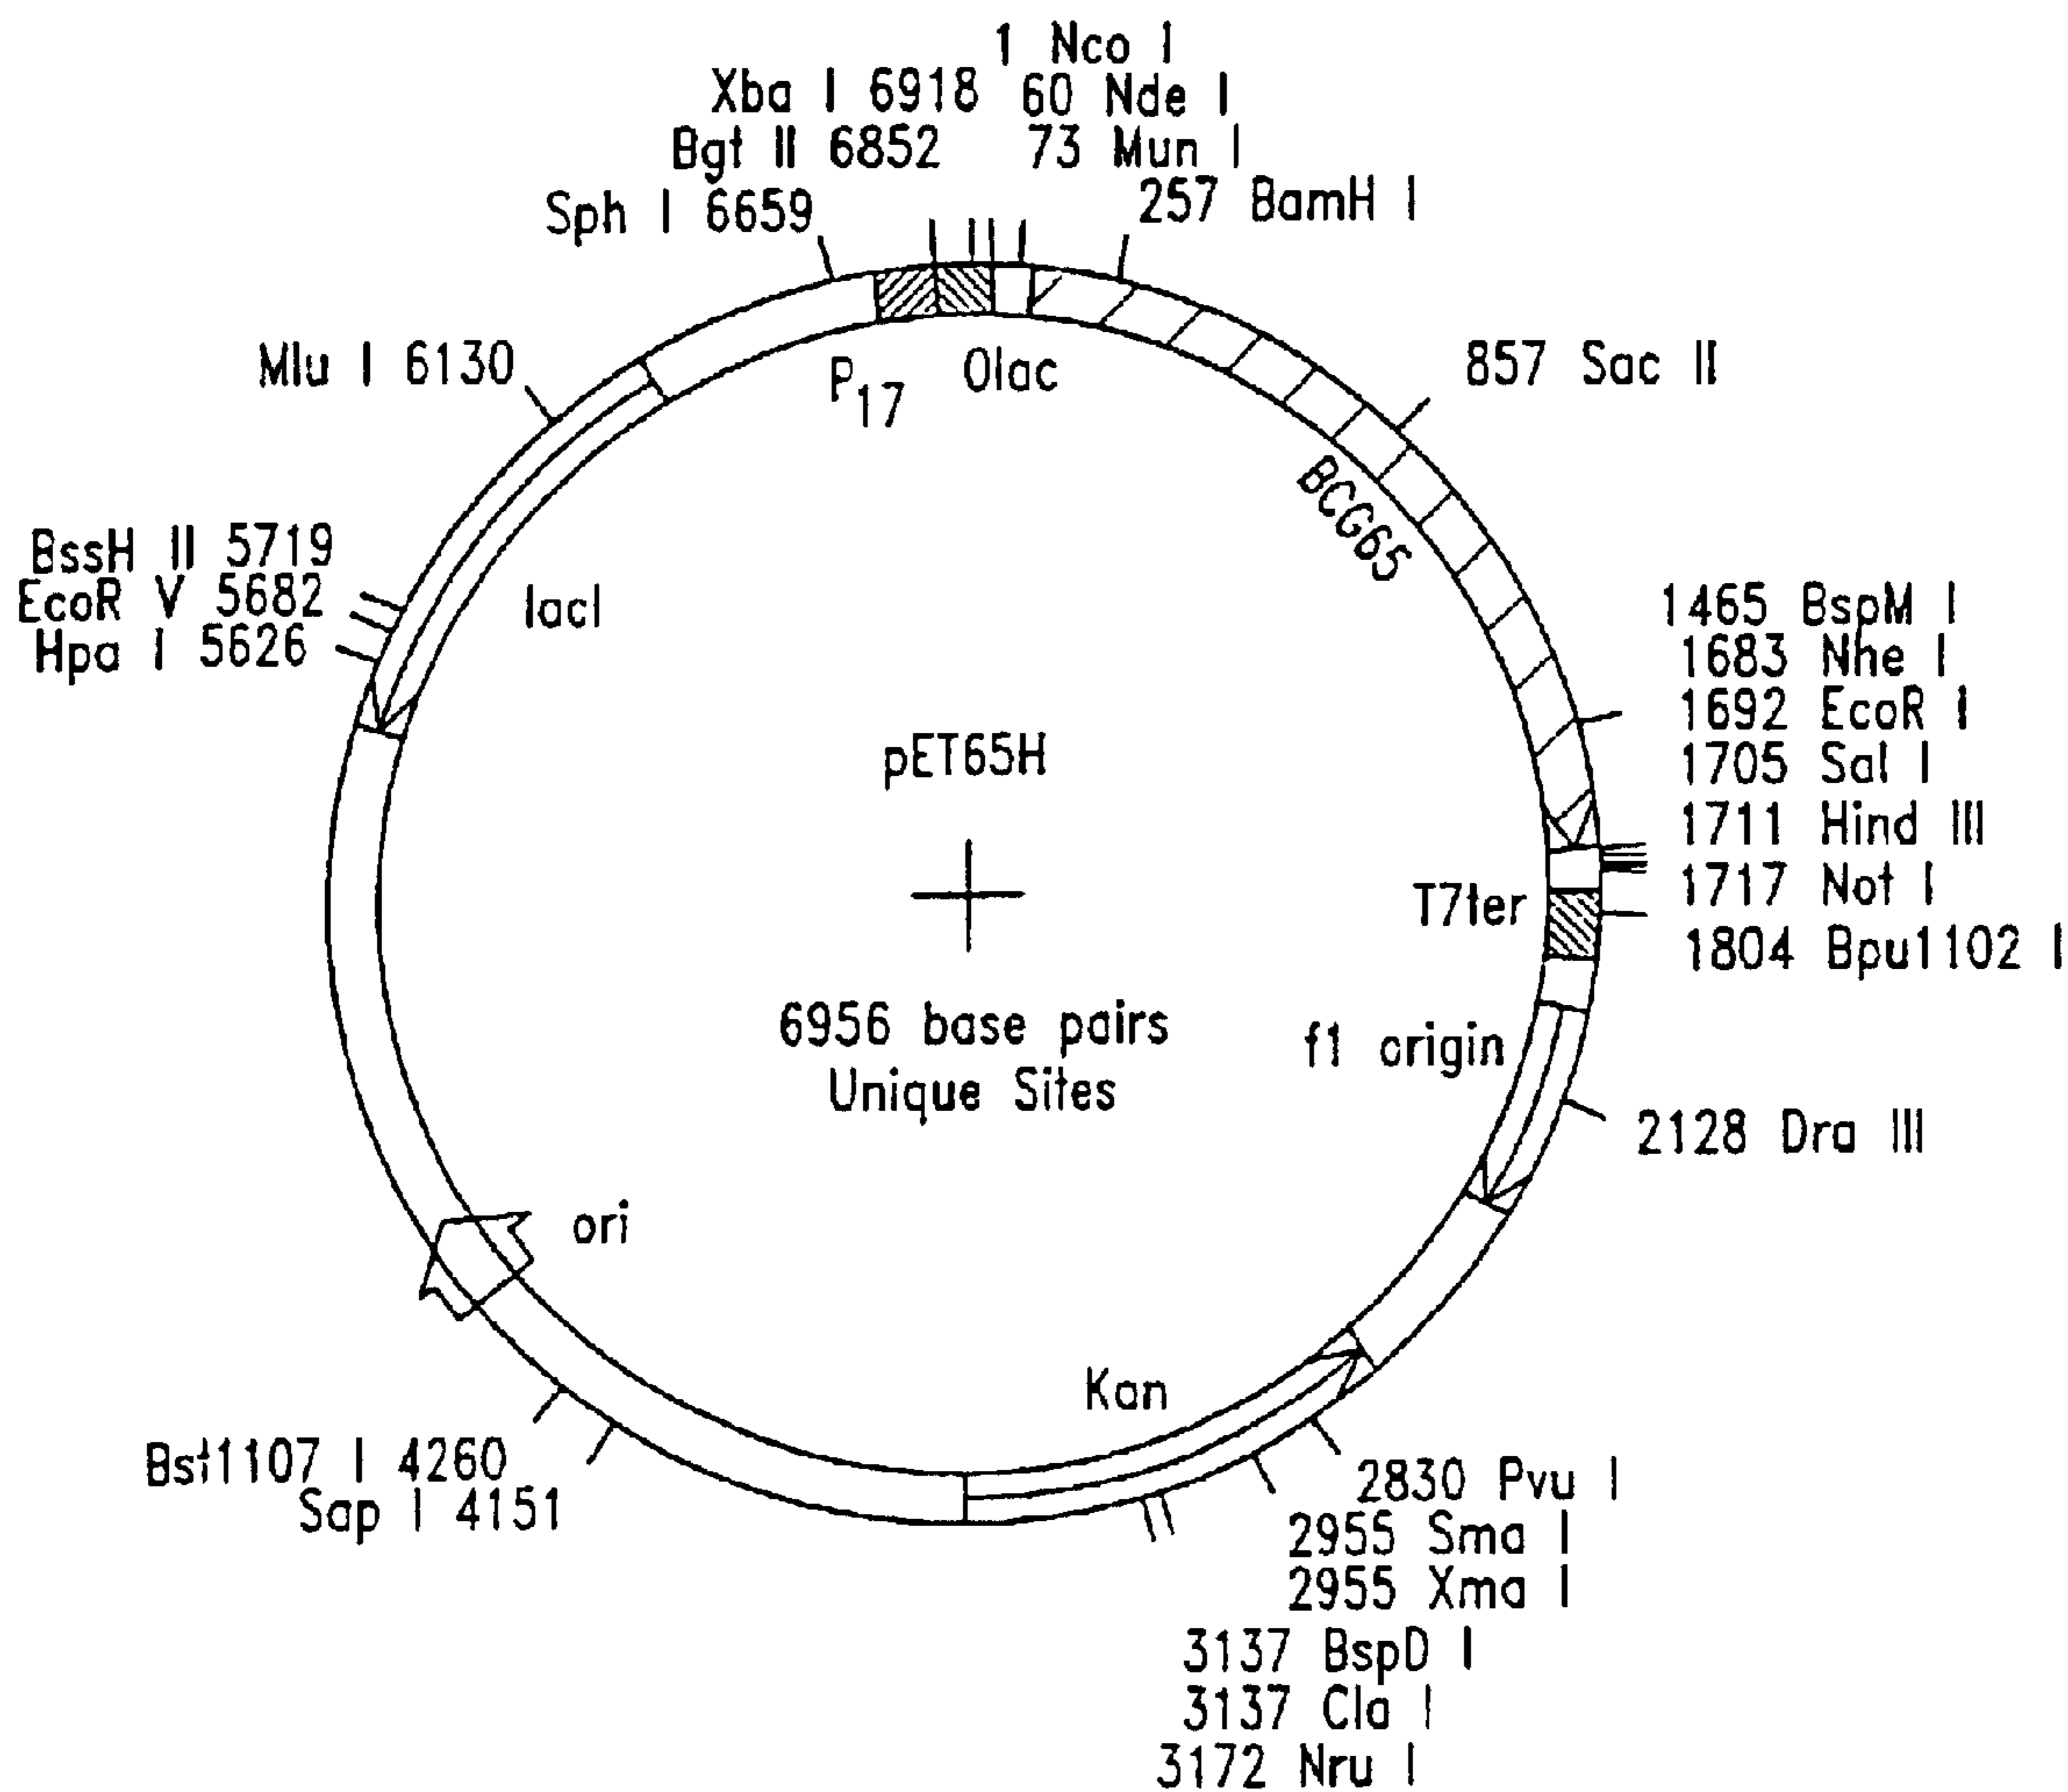 1 Nco I
Xba I 6918
60 Nde I
Bgt II 6852
73 Mun I
Sph I 6659
257 BamH I
Mlu I 6130
P17
Olac
857 Sac II
BCG65
BssH II 5719
EcoR V 5682
Hpa I 5626
lacI
1465 BspM I
1683 Nhe I
1692 EcoR I
1705 Sal I
1711 Hind III
1717 Not I
1804 Bpu1102 I
pET65H
T7ter
6956 base pairs
Unique Sites
f1 origin
2128 Dra III
ori
Kan
Bst1107 I 4260
Sap I 4151
2830 Pvu I
2955 Sma I
2955 Xma I
3137 BspD I
3137 Cla I
3172 Nru I